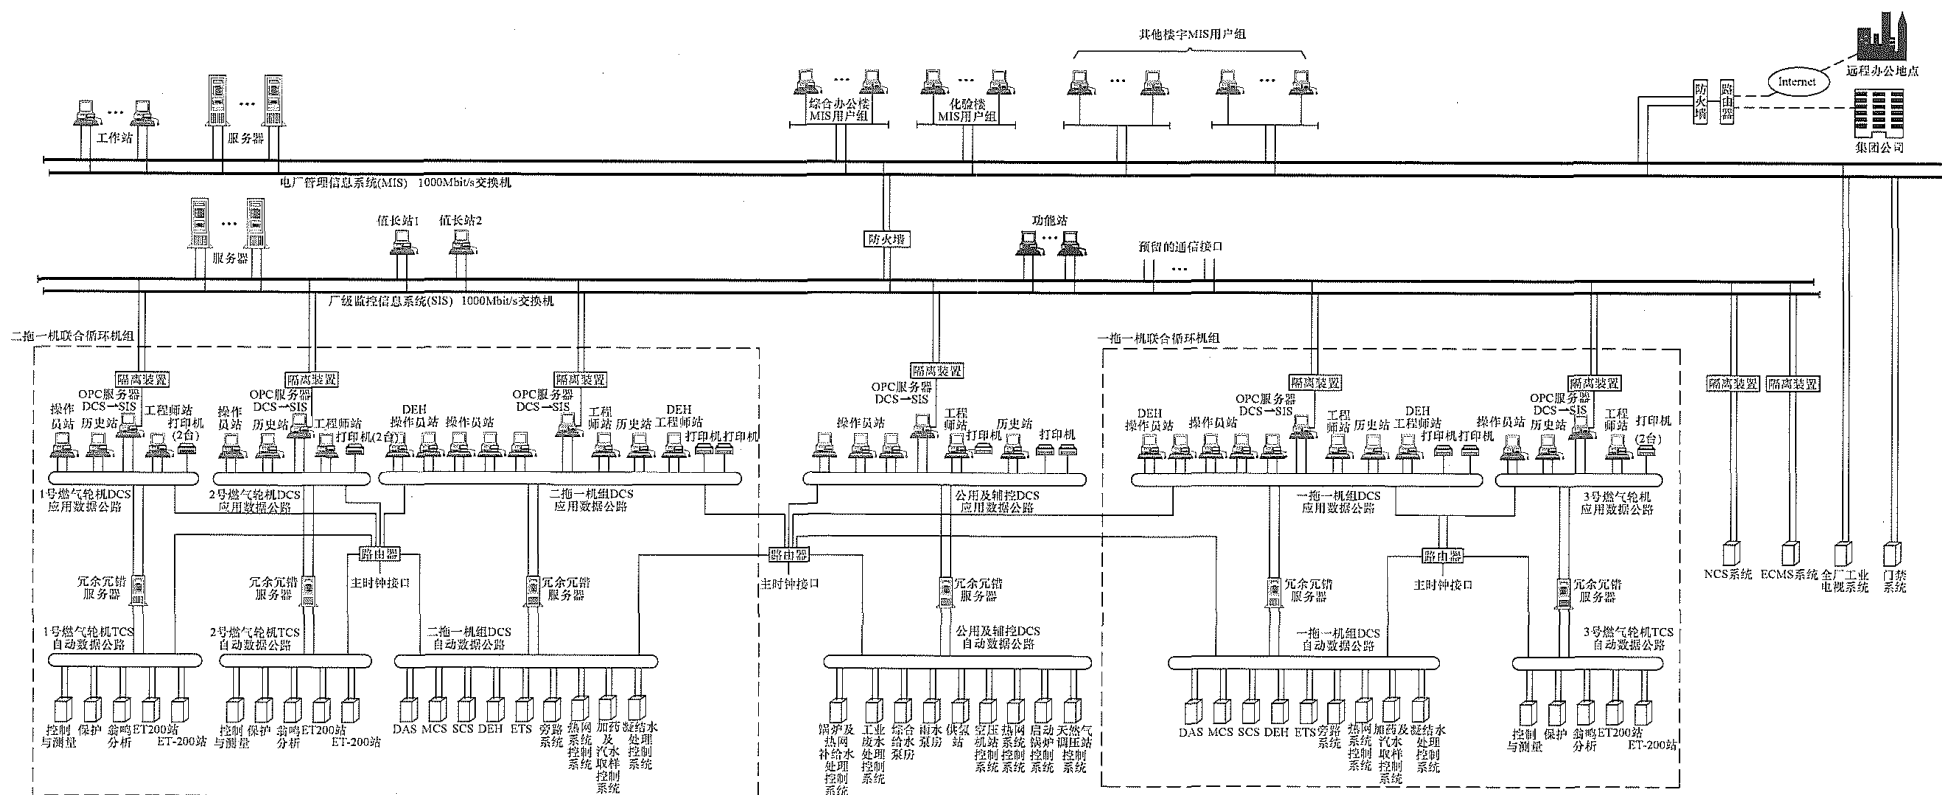 其他楼宇MIS用户组
远程办公地点
Internet
防火墙
路由器
集团公司
工作站
服务器
综合办公楼
MIS用户组
化验楼
MIS用户组
电厂管理信息系统(MIS) 1000Mbit/s交换机
值长站1
值长站2
功能站
防火墙
预留的通信接口
服务器
厂级监控信息系统(SIS) 1000Mbit/s交换机
二拖一机联合循环机组
一拖一机联合循环机组
隔离装置
隔离装置
隔离装置
隔离装置
隔离装置
隔离装置
隔离装置
隔离装置
OPC服务器
DCS→SIS
操作
员站
历史站
工程师站
打印机
(2台)
OPC服务器
DCS→SIS
操作
员站
历史站
工程师站
打印机(2台)
OPC服务器
DCS→SIS
DEH
操作员站
操作员站
工程
师站
DEH
工程师站
打印机
打印机
OPC服务器
DCS→SIS
操作员站
工程
师站
打印机
历史站
打印机
OPC服务器
DCS→SIS
DEH
操作员站
操作员站
工程
师站
历史站
DEH
工程师站
打印机
打印机
OPC服务器
DCS→SIS
操作员站
历史站
工程
师站
打印机
(2台)
1号燃气轮机DCS
应用数据公路
2号燃气轮机DCS
应用数据公路
二拖一机组DCS
应用数据公路
公用及辅控DCS
应用数据公路
一拖一机组DCS
应用数据公路
3号燃气轮机
应用数据公路
路由器
主时钟接口
路由器
主时钟接口
路由器
主时钟接口
NCS系统
ECMS系统
全厂工业
电视系统
门禁
系统
冗余冗错
服务器
冗余冗错
服务器
冗余冗错
服务器
冗余冗错
服务器
冗余冗错
服务器
冗余冗错
服务器
1号燃气轮机TCS
自动数据公路
2号燃气轮机TCS
自动数据公路
二拖一机组DCS
自动数据公路
公用及辅控DCS
自动数据公路
一拖一机组DCS
自动数据公路
3号燃气轮机TCS
自动数据公路
控制
与测量
保护
翁鸣
分析
ET200站
ET-200站
控制
与测量
保护
翁鸣
分析
ET200站
ET-200站
DAS
MCS
SCS
DEH
ETS
旁路
系统
热网
系统
控制
系统
加药
及
汽水
取样
控制
系统
凝结水
处理
控制
系统
锅炉及
热网
补给水
处理
控制
系统
工业
废水
处理
控制
系统
综合
给水
泵房
雨水
泵房
供氢
站
空压
机站
控制
系统
热网
系统
控制
系统
启动
锅炉
控制
系统
天然气
调压站
控制
系统
DAS
MCS
SCS
DEH
ETS
旁路
系统
热网
系统
控制
系统
加药
及
汽水
取样
控制
系统
凝结水
处理
控制
系统
控制
与测量
保护
翁鸣
分析
ET200站
ET-200站